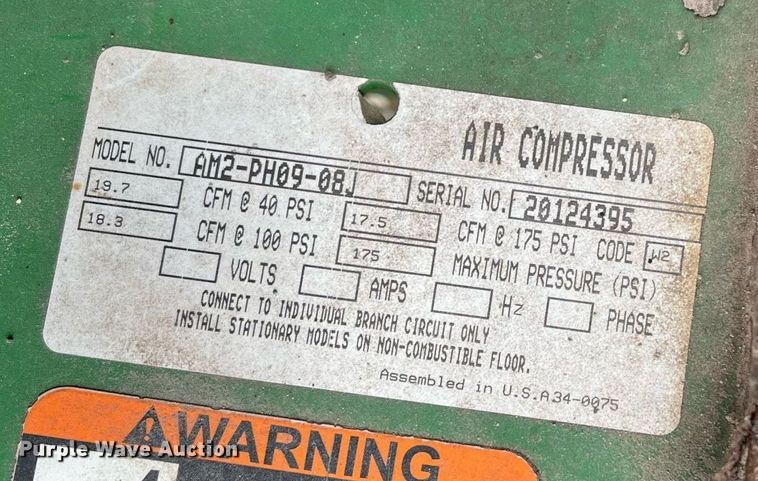 AIR COMPRESSOR
MODEL NO. AM2-PH09-08J SERIAL NO. 20124395
19.7 CFM @ 40 PSI 17.5 CFM @ 175 PSI CODE W2
18.3 CFM @ 100 PSI 175 MAXIMUM PRESSURE (PSI)
VOLTS AMPS Hz PHASE
CONNECT TO INDIVIDUAL BRANCH CIRCUIT ONLY
INSTALL STATIONARY MODELS ON NON-COMBUSTIBLE FLOOR.
Assembled in U.S.A 34-0075
WARNING
Purple Wave Auction